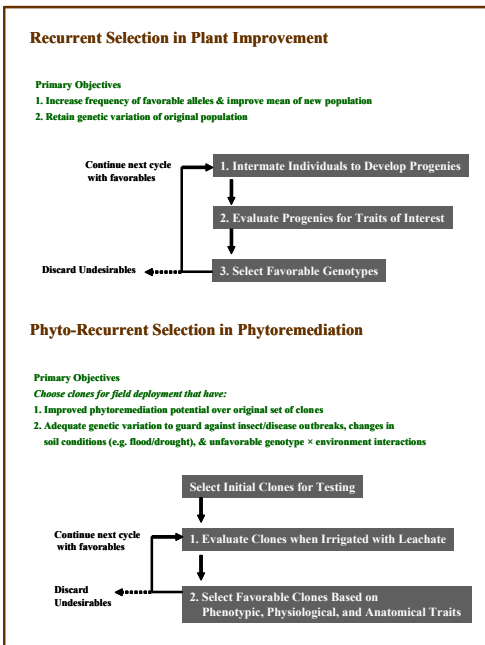 Recurrent Selection in Plant Improvement
Primary Objectives
1. Increase frequency of favorable alleles & improve mean of new population
2. Retain genetic variation of original population
Continue next cycle
with favorables
1. Intermate Individuals to Develop Progenies
2. Evaluate Progenies for Traits of Interest
Discard Undesirables
3. Select Favorable Genotypes
Phyto-Recurrent Selection in Phytoremediation
Primary Objectives
Choose clones for field deployment that have:
1. Improved phytoremediation potential over original set of clones
2. Adequate genetic variation to guard against insect/disease outbreaks, changes in
soil conditions (e.g. flood/drought), & unfavorable genotype × environment interactions
Select Initial Clones for Testing
Continue next cycle
with favorables
1. Evaluate Clones when Irrigated with Leachate
Discard
Undesirables
2. Select Favorable Clones Based on
Phenotypic, Physiological, and Anatomical Traits